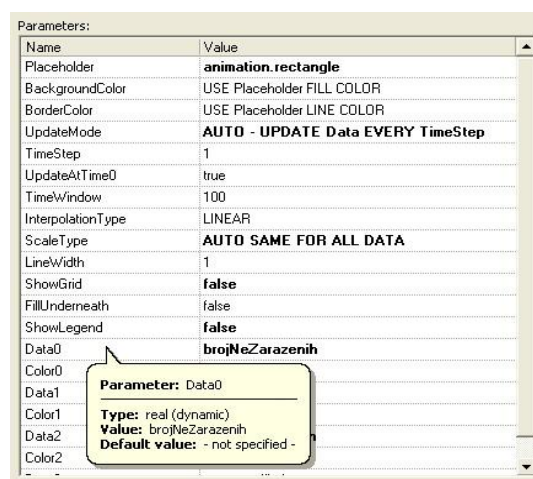 Parameters:
Name Value
Placeholder animation.rectangle
BackgroundColor USE Placeholder FILL COLOR
BorderColor USE Placeholder LINE COLOR
UpdateMode AUTO - UPDATE Data EVERY TimeStep
TimeStep 1
UpdateAtTime0 true
TimeWindow 100
InterpolationType LINEAR
ScaleType AUTO SAME FOR ALL DATA
LineWidth 1
ShowGrid false
FillUnderneath false
ShowLegend false
Data0 brojNeZarazenih
Color0
Data1
Color1
Data2
Color2
Parameter: Data0
Type: real (dynamic)
Value: brojNeZarazenih
Default value: - not specified -